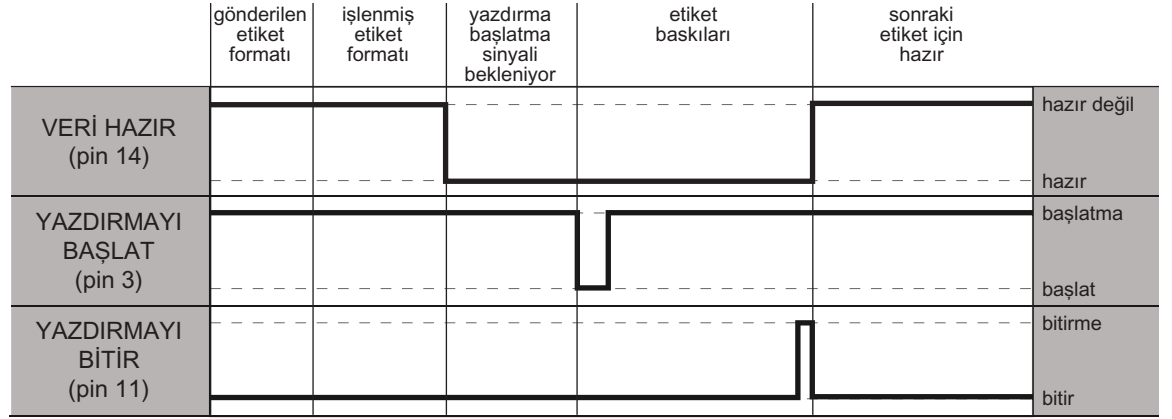 gönderilen
etiket
formatı
işlenmiş
etiket
formatı
yazdırma
başlatma
sinyali
bekleniyor
etiket
baskıları
sonraki
etiket için
hazır
VERİ HAZIR
(pin 14)
hazır değil
hazır
YAZDIRMAYI
BAŞLAT
(pin 3)
başlatma
başlat
YAZDIRMAYI
BİTİR
(pin 11)
bitirme
bitir